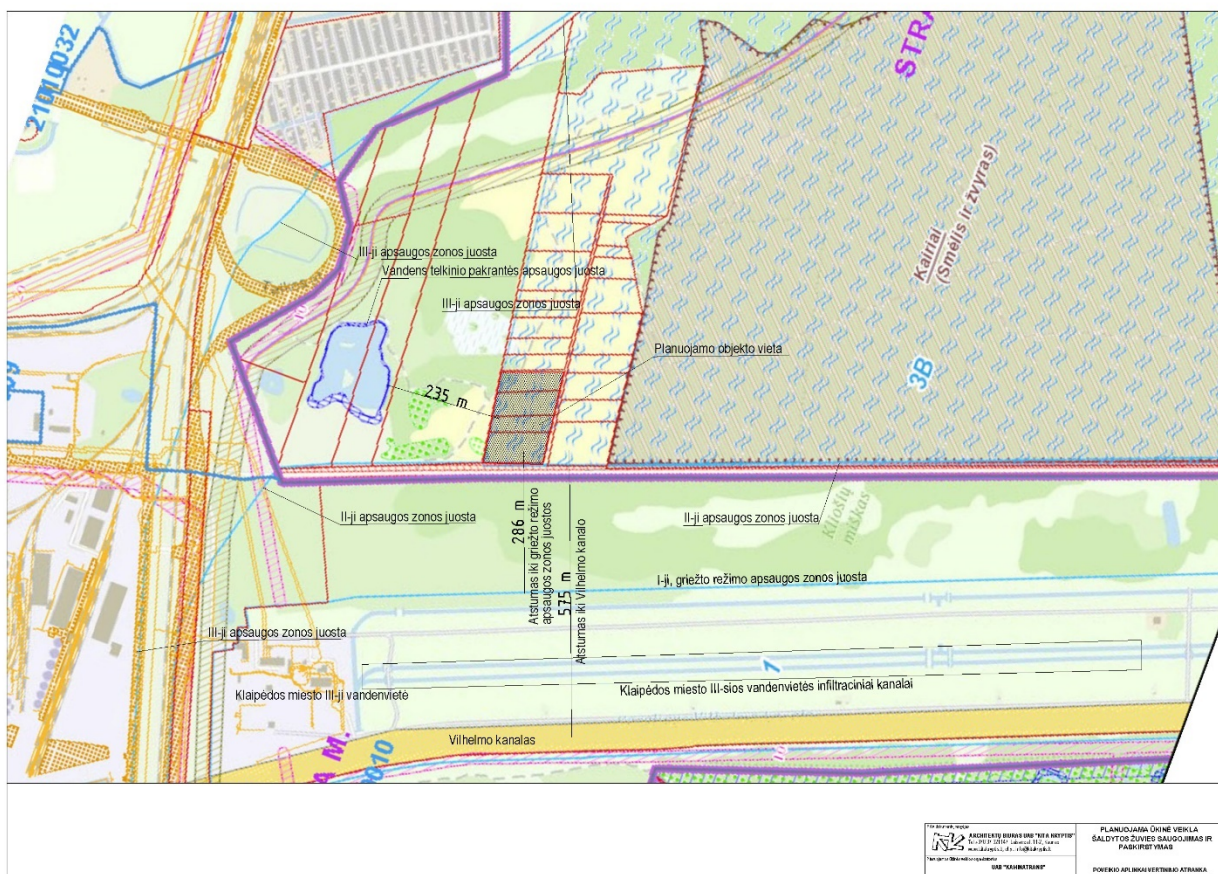 STRA
Kairiai
(Smėlis ir žvyras)
3B
III-ji apsaugos zonos juosta
Vandens telkinio pakrantės apsaugos juosta
III-ji apsaugos zonos juosta
Planuojamo objekto vieta
235 m
II-ji apsaugos zonos juosta
286 m
Atstumas iki griežto režimo
apsaugos zonos juostos
575 m
Atstumas iki Vilhelmo kanalo
II-ji apsaugos zonos juosta
Kliošių
miškas
I-ji, griežto režimo apsaugos zonos juosta
III-ji apsaugos zonos juosta
1
Klaipėdos miesto III-ji vandenvietė
Klaipėdos miesto III-sios vandenvietės infiltraciniai kanalai
Vilhelmo kanalas
A M.
0010
ARCHITEKTŲ BIURAS UAB "KITA KRYPTIS"
UAB "KAMINATRANS"
PLANUOJAMA ŪKINĖ VEIKLA
ŠALDYTOS ŽUVIES SAUGOJIMAS IR
PASKIRSTYMAS
POVEIKIO APLINKAI VERTINIMO ATRANKA